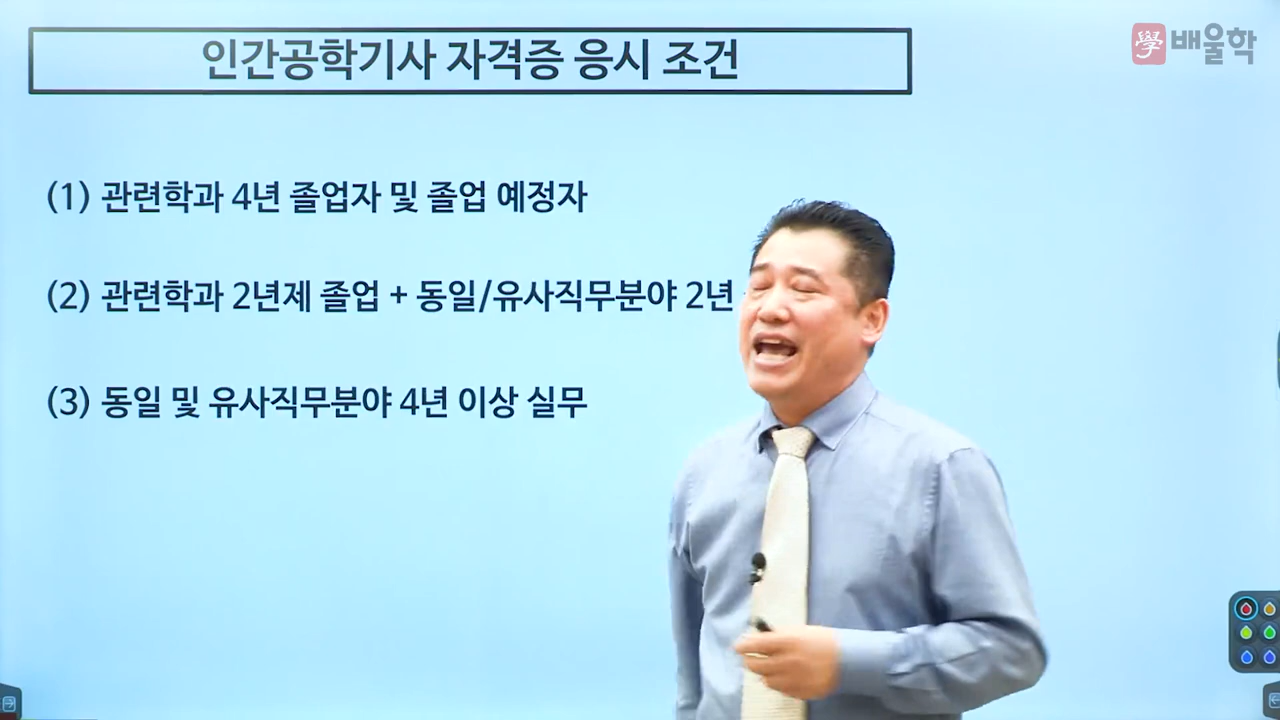 인간공학기사 자격증 응시 조건
學 배울학
(1) 관련학과 4년 졸업자 및 졸업 예정자
(2) 관련학과 2년제 졸업 + 동일/유사직무분야 2년
(3) 동일 및 유사직무분야 4년 이상 실무